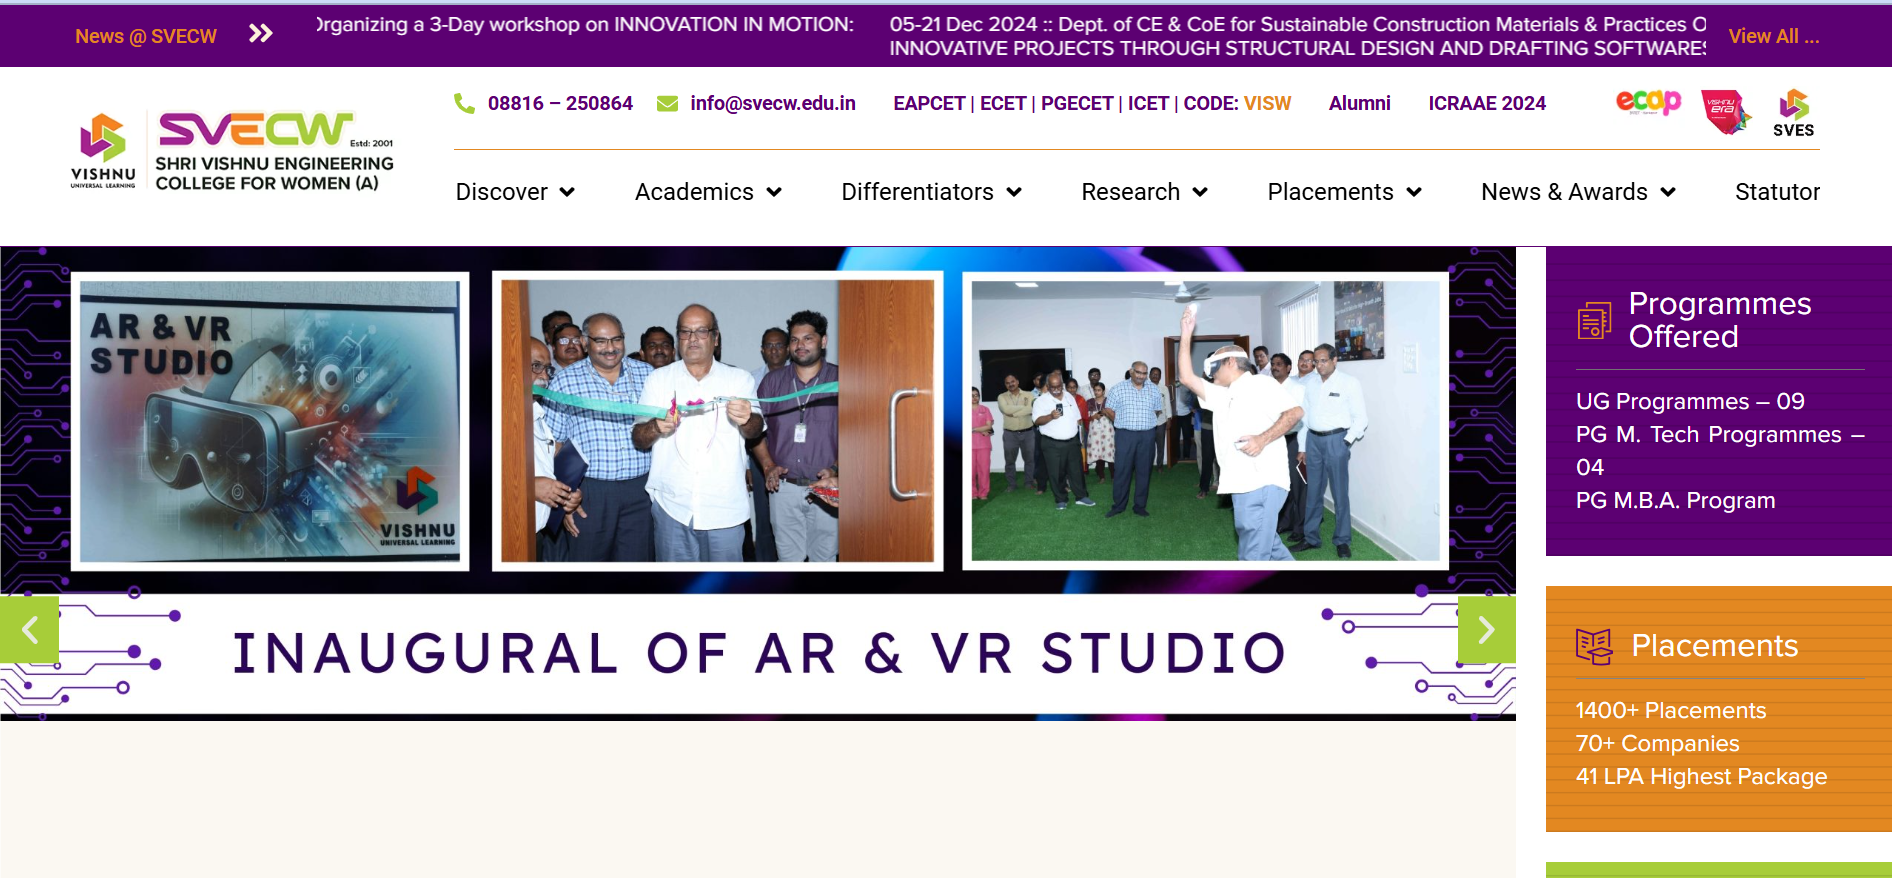 News @ SVECW
Organizing a 3-Day workshop on INNOVATION IN MOTION:
05-21 Dec 2024 :: Dept. of CE & CoE for Sustainable Construction Materials & Practices O
INNOVATIVE PROJECTS THROUGH STRUCTURAL DESIGN AND DRAFTING SOFTWARES
View All ...
VISHNU
UNIVERSAL LEARNING
SVECW
Estd: 2001
SHRI VISHNU ENGINEERING
COLLEGE FOR WOMEN (A)
08816 – 250864
info@svecw.edu.in
EAPCET | ECET | PGECET | ICET | CODE: VISW
Alumni
ICRAAE 2024
ecap
VISHNU
era
SVES
Discover
Academics
Differentiators
Research
Placements
News & Awards
Statutor
AR & VR
STUDIO
VISHNU
UNIVERSAL LEARNING
INAUGURAL OF AR & VR STUDIO
Programmes
Offered
UG Programmes – 09
PG M. Tech Programmes –
04
PG M.B.A. Program
Placements
1400+ Placements
70+ Companies
41 LPA Highest Package